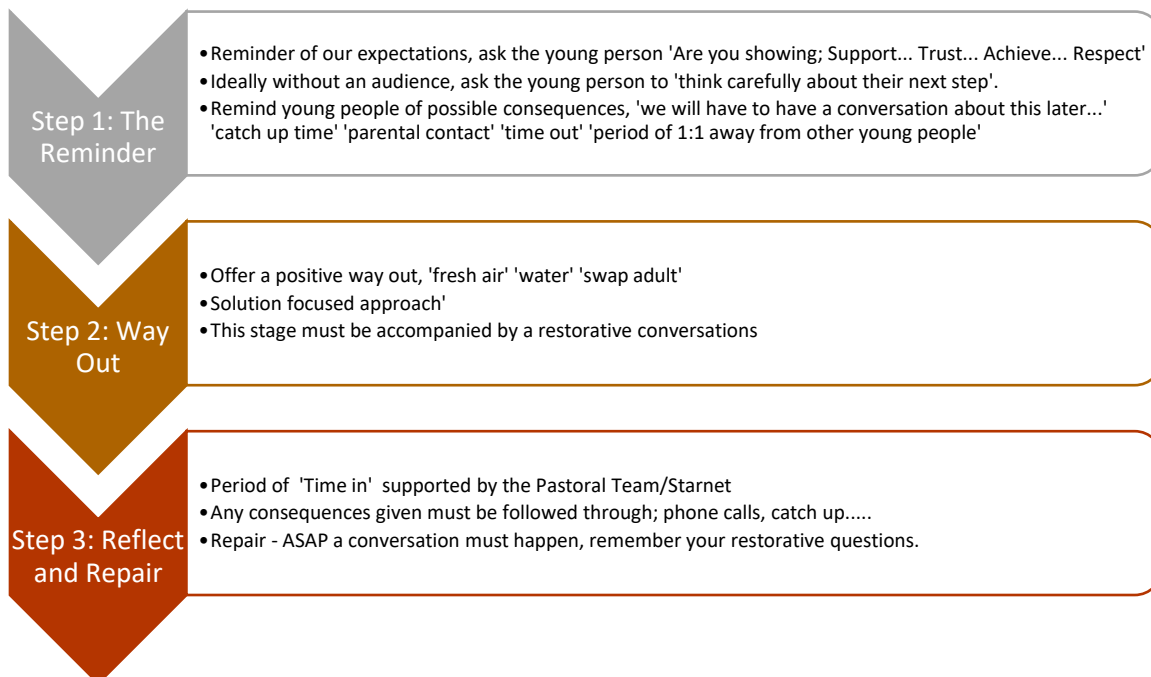 Step 1: The
Reminder
•Reminder of our expectations, ask the young person 'Are you showing; Support... Trust... Achieve... Respect'
•Ideally without an audience, ask the young person to 'think carefully about their next step'.
•Remind young people of possible consequences, 'we will have to have a conversation about this later...'
'catch up time' 'parental contact' 'time out' 'period of 1:1 away from other young people'
Step 2: Way
Out
•Offer a positive way out, 'fresh air' 'water' 'swap adult'
•Solution focused approach'
•This stage must be accompanied by a restorative conversations
Step 3: Reflect
and Repair
•Period of 'Time in' supported by the Pastoral Team/Starnet
•Any consequences given must be followed through; phone calls, catch up.....
•Repair - ASAP a conversation must happen, remember your restorative questions.